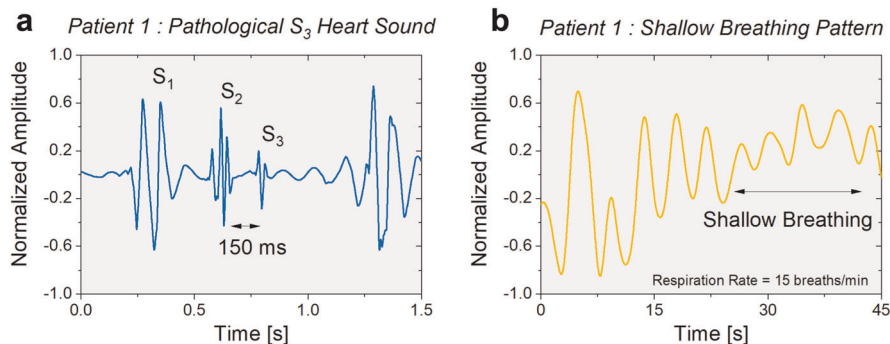 a
Patient 1 : Pathological S3 Heart Sound
Normalized Amplitude
1.0
0.6
0.2
-0.2
-0.6
-1.0
S1
S2
S3
150 ms
0.0
0.5
1.0
1.5
Time [s]
b
Patient 1 : Shallow Breathing Pattern
Normalized Amplitude
1.0
0.6
0.2
-0.2
-0.6
-1.0
Shallow Breathing
Respiration Rate = 15 breaths/min
0
15
30
45
Time [s]